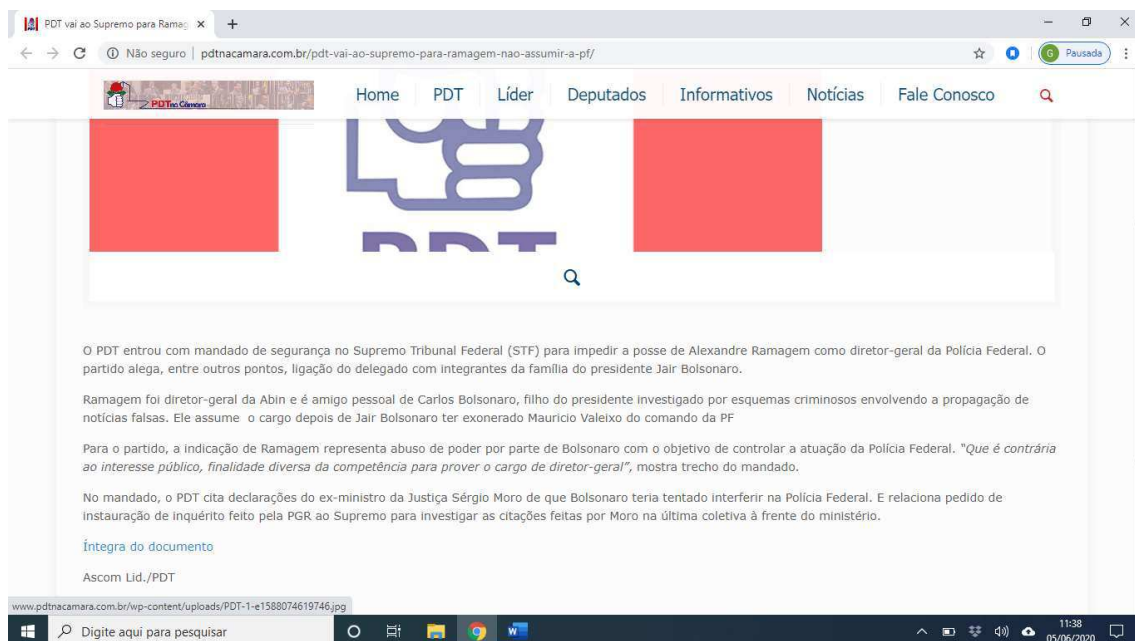 PDT vai ao Supremo para Ramag
Não seguro | pdtnacamara.com.br/pdt-vai-ao-supremo-para-ramagem-nao-assumir-a-pf/
G Pausada
PDT na Câmara
Home PDT Líder Deputados Informativos Notícias Fale Conosco
PDT
O PDT entrou com mandado de segurança no Supremo Tribunal Federal (STF) para impedir a posse de Alexandre Ramagem como diretor-geral da Polícia Federal. O
partido alega, entre outros pontos, ligação do delegado com integrantes da família do presidente Jair Bolsonaro.
Ramagem foi diretor-geral da Abin e é amigo pessoal de Carlos Bolsonaro, filho do presidente investigado por esquemas criminosos envolvendo a propagação de
notícias falsas. Ele assume o cargo depois de Jair Bolsonaro ter exonerado Mauricio Valeixo do comando da PF
Para o partido, a indicação de Ramagem representa abuso de poder por parte de Bolsonaro com o objetivo de controlar a atuação da Polícia Federal. "Que é contrária
ao interesse público, finalidade diversa da competência para prover o cargo de diretor-geral", mostra trecho do mandado.
No mandado, o PDT cita declarações do ex-ministro da Justiça Sérgio Moro de que Bolsonaro teria tentado interferir na Polícia Federal. E relaciona pedido de
instauração de inquérito feito pela PGR ao Supremo para investigar as citações feitas por Moro na última coletiva à frente do ministério.
Íntegra do documento
Ascom Lid./PDT
www.pdtnacamara.com.br/wp-content/uploads/PDT-1-e1588074619746.jpg
Digite aqui para pesquisar
11:38
05/06/2020